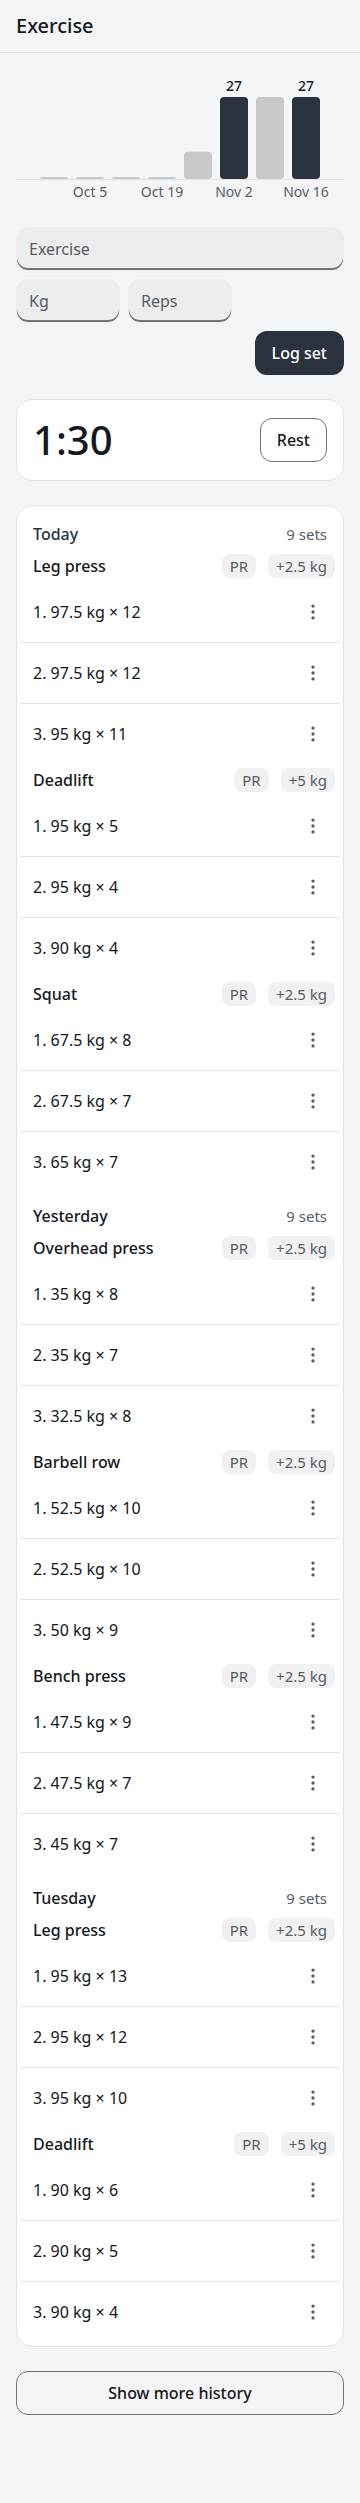 Exercise
27 27
Oct 5 Oct 19 Nov 2 Nov 16
Exercise
Kg Reps
Log set
1:30 Rest
Today 9 sets
Leg press PR +2.5 kg
1. 97.5 kg × 12
2. 97.5 kg × 12
3. 95 kg × 11
Deadlift PR +5 kg
1. 95 kg × 5
2. 95 kg × 4
3. 90 kg × 4
Squat PR +2.5 kg
1. 67.5 kg × 8
2. 67.5 kg × 7
3. 65 kg × 7
Yesterday 9 sets
Overhead press PR +2.5 kg
1. 35 kg × 8
2. 35 kg × 7
3. 32.5 kg × 8
Barbell row PR +2.5 kg
1. 52.5 kg × 10
2. 52.5 kg × 10
3. 50 kg × 9
Bench press PR +2.5 kg
1. 47.5 kg × 9
2. 47.5 kg × 7
3. 45 kg × 7
Tuesday 9 sets
Leg press PR +2.5 kg
1. 95 kg × 13
2. 95 kg × 12
3. 95 kg × 10
Deadlift PR +5 kg
1. 90 kg × 6
2. 90 kg × 5
3. 90 kg × 4
Show more history